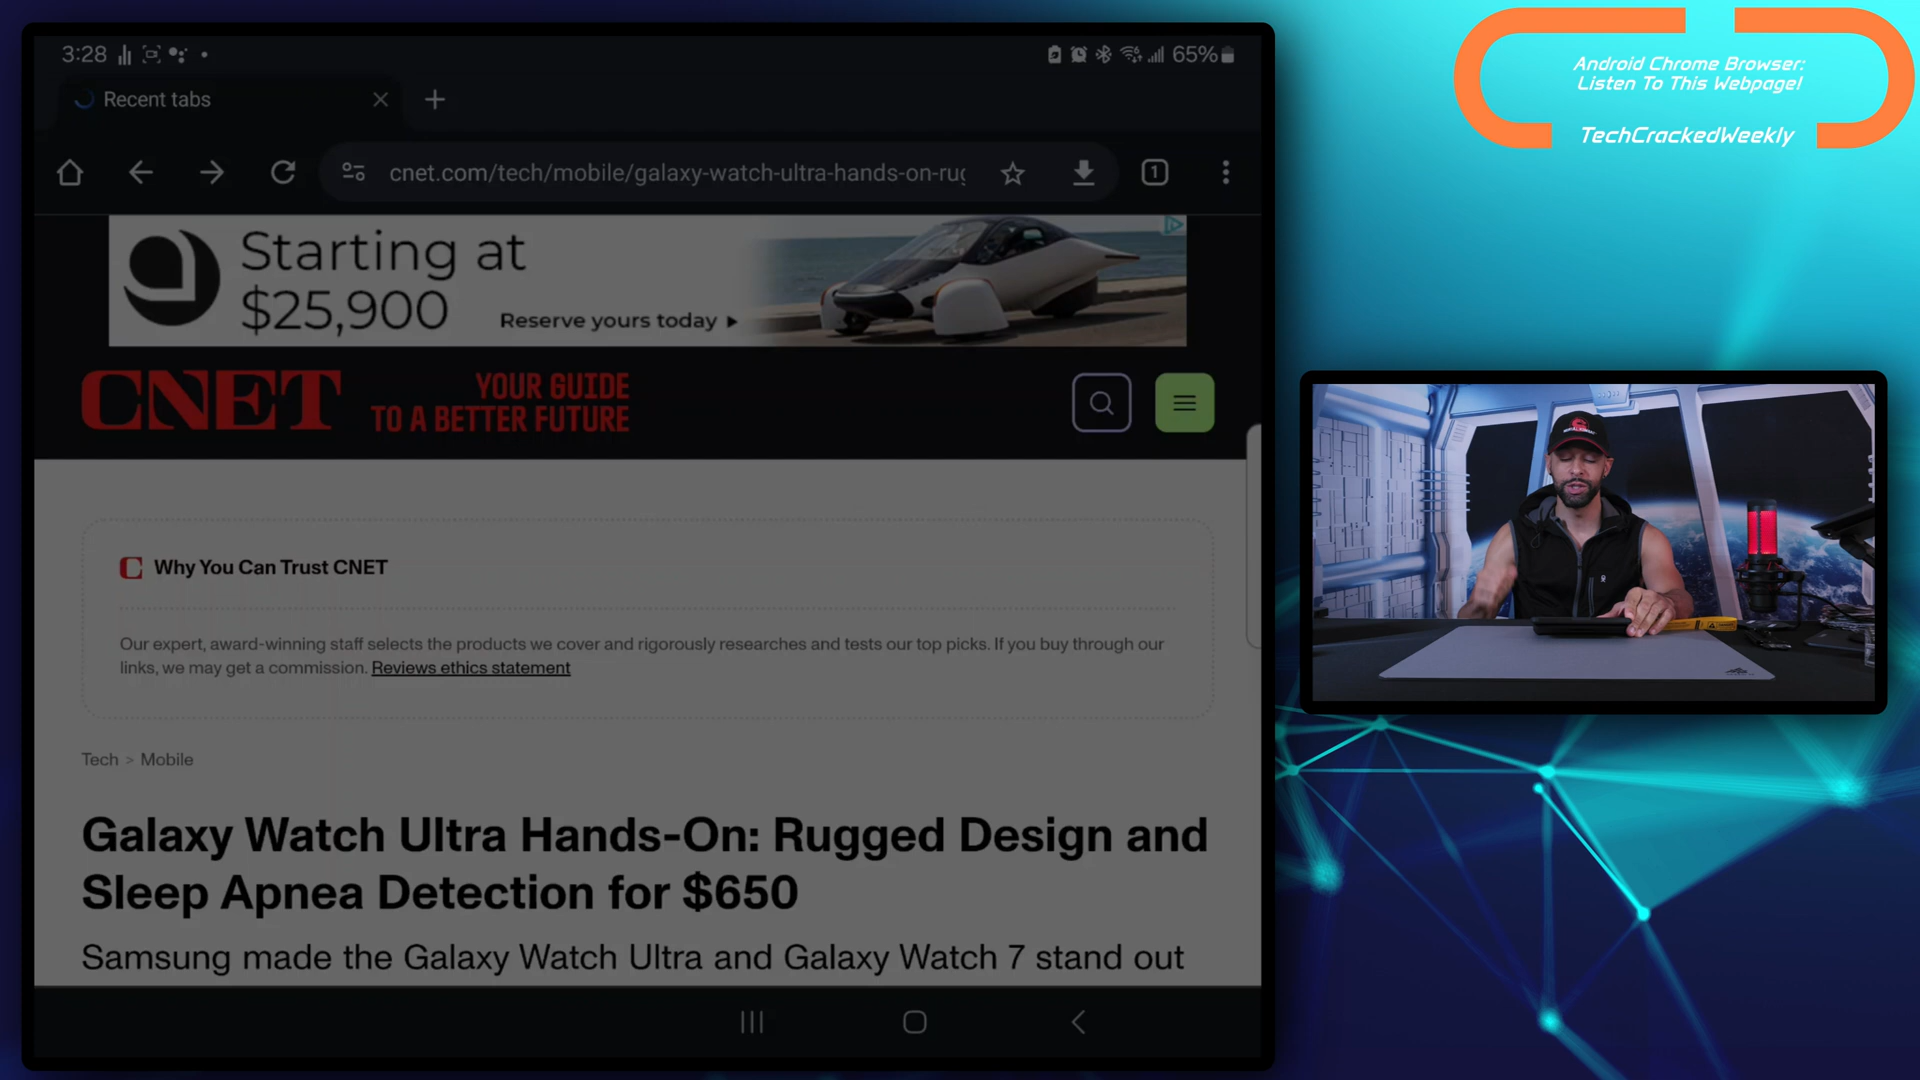 3:28
65%
Recent tabs
cnet.com/tech/mobile/galaxy-watch-ultra-hands-on-rug
1
Starting at
$25,900
Reserve yours today
CNET
YOUR GUIDE
TO A BETTER FUTURE
Why You Can Trust CNET
Our expert, award-winning staff selects the products we cover and rigorously researches and tests our top picks. If you buy through our
links, we may get a commission. Reviews ethics statement
Tech > Mobile
Galaxy Watch Ultra Hands-On: Rugged Design and
Sleep Apnea Detection for $650
Samsung made the Galaxy Watch Ultra and Galaxy Watch 7 stand out
Android Chrome Browser:
Listen To This Webpage!
TechCrackedWeekly